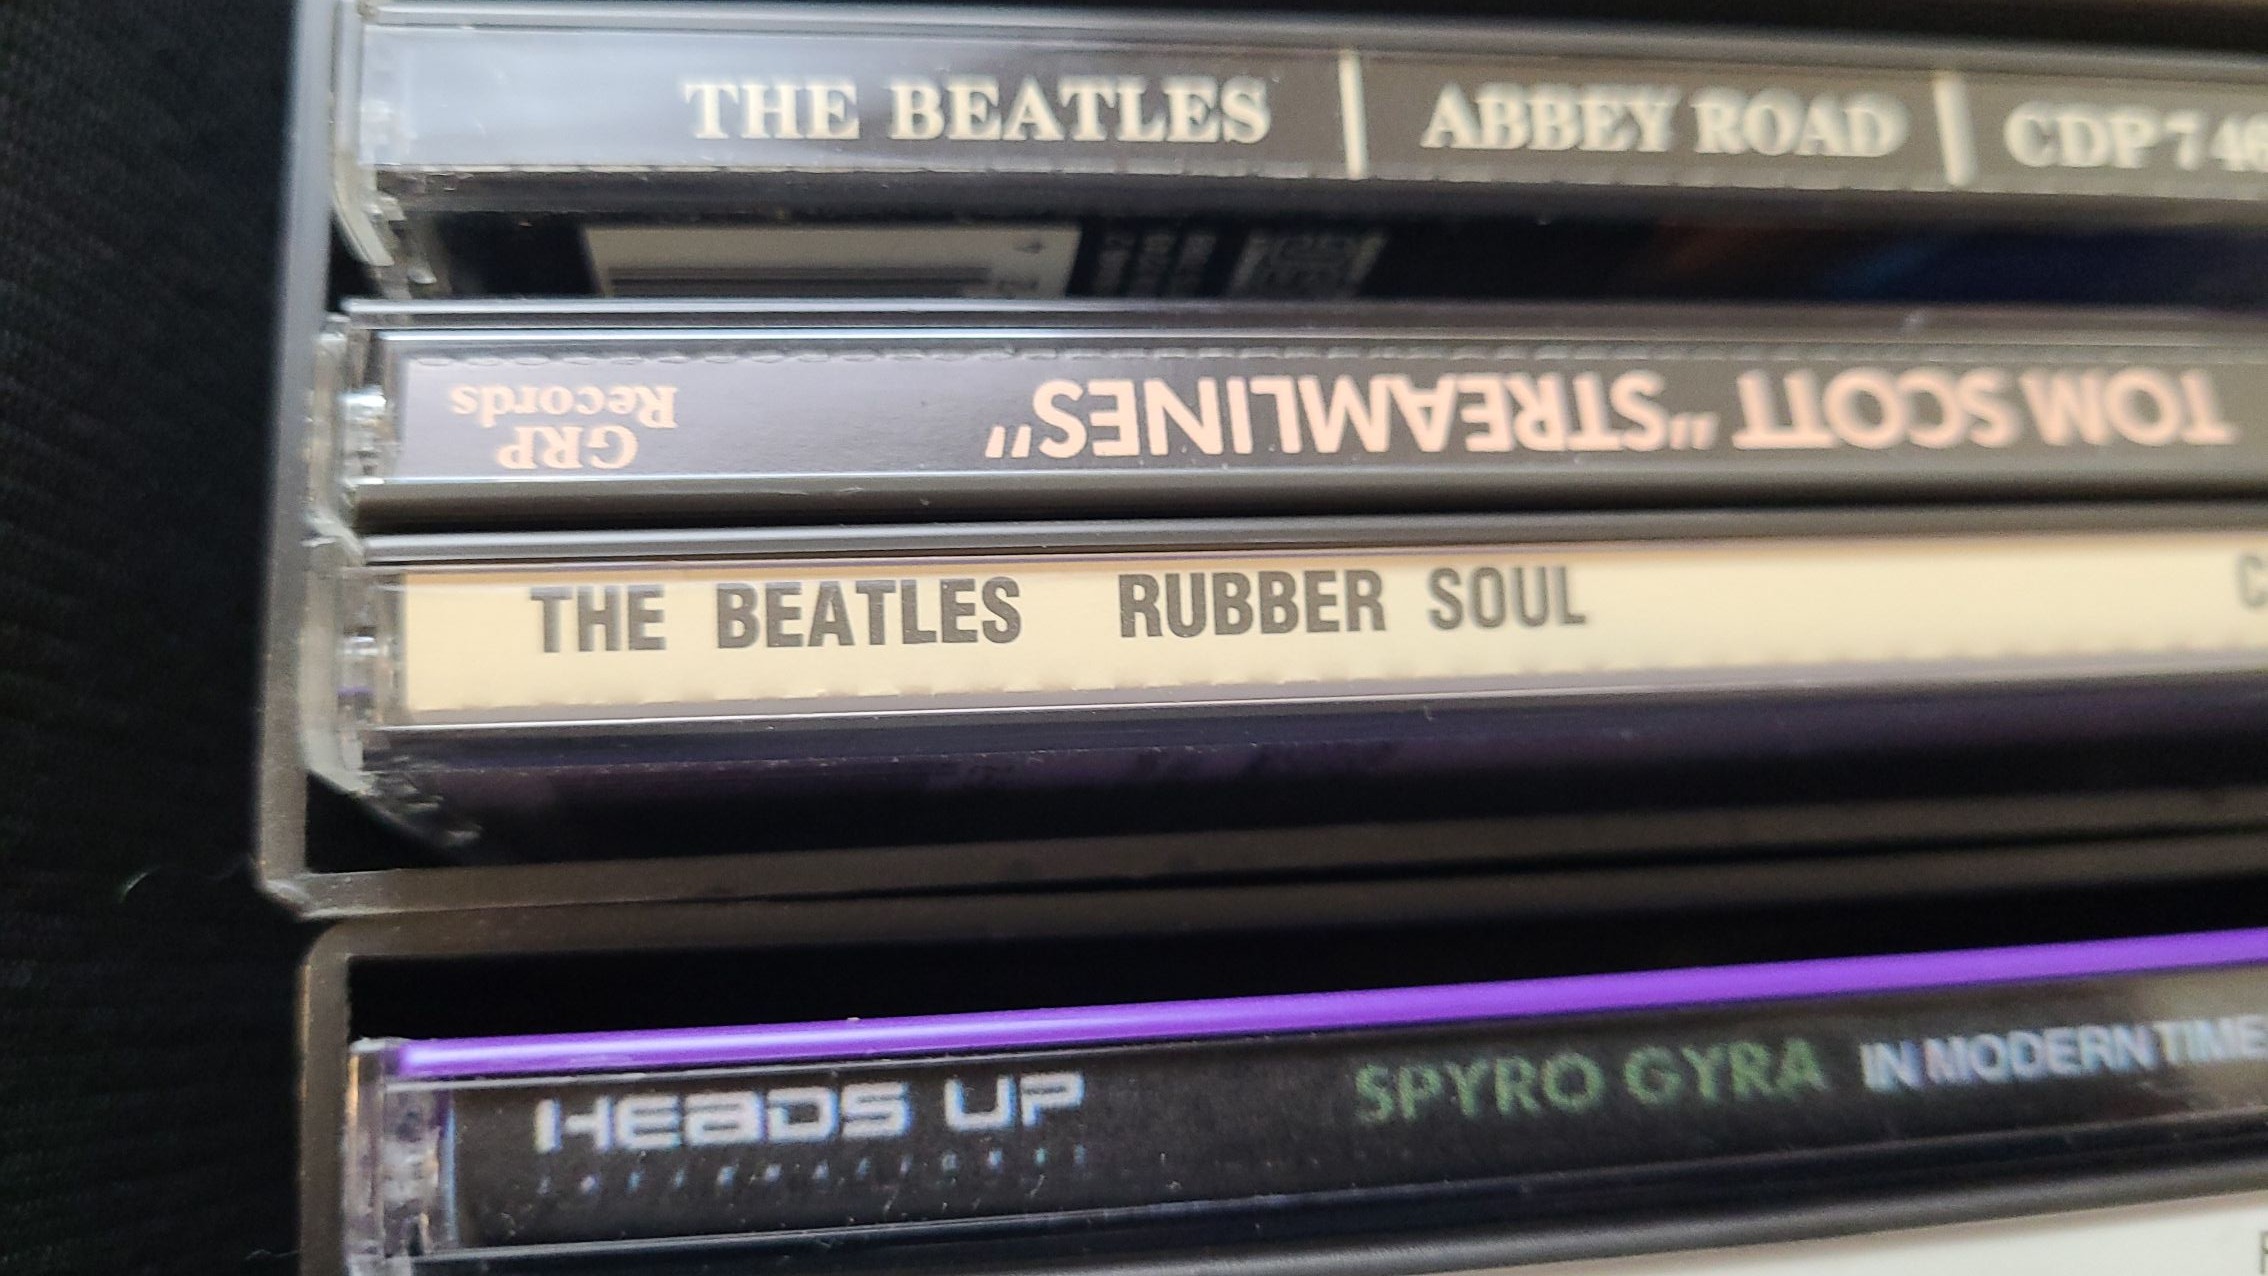 THE BEATLES | ABBEY ROAD | CDP 7 46
TOM SCOTT "STREAMLINES"
GRP
Records
THE BEATLES RUBBER SOUL
HEADS UP
INTERNATIONAL
SPYRO GYRA IN MODERN TIME